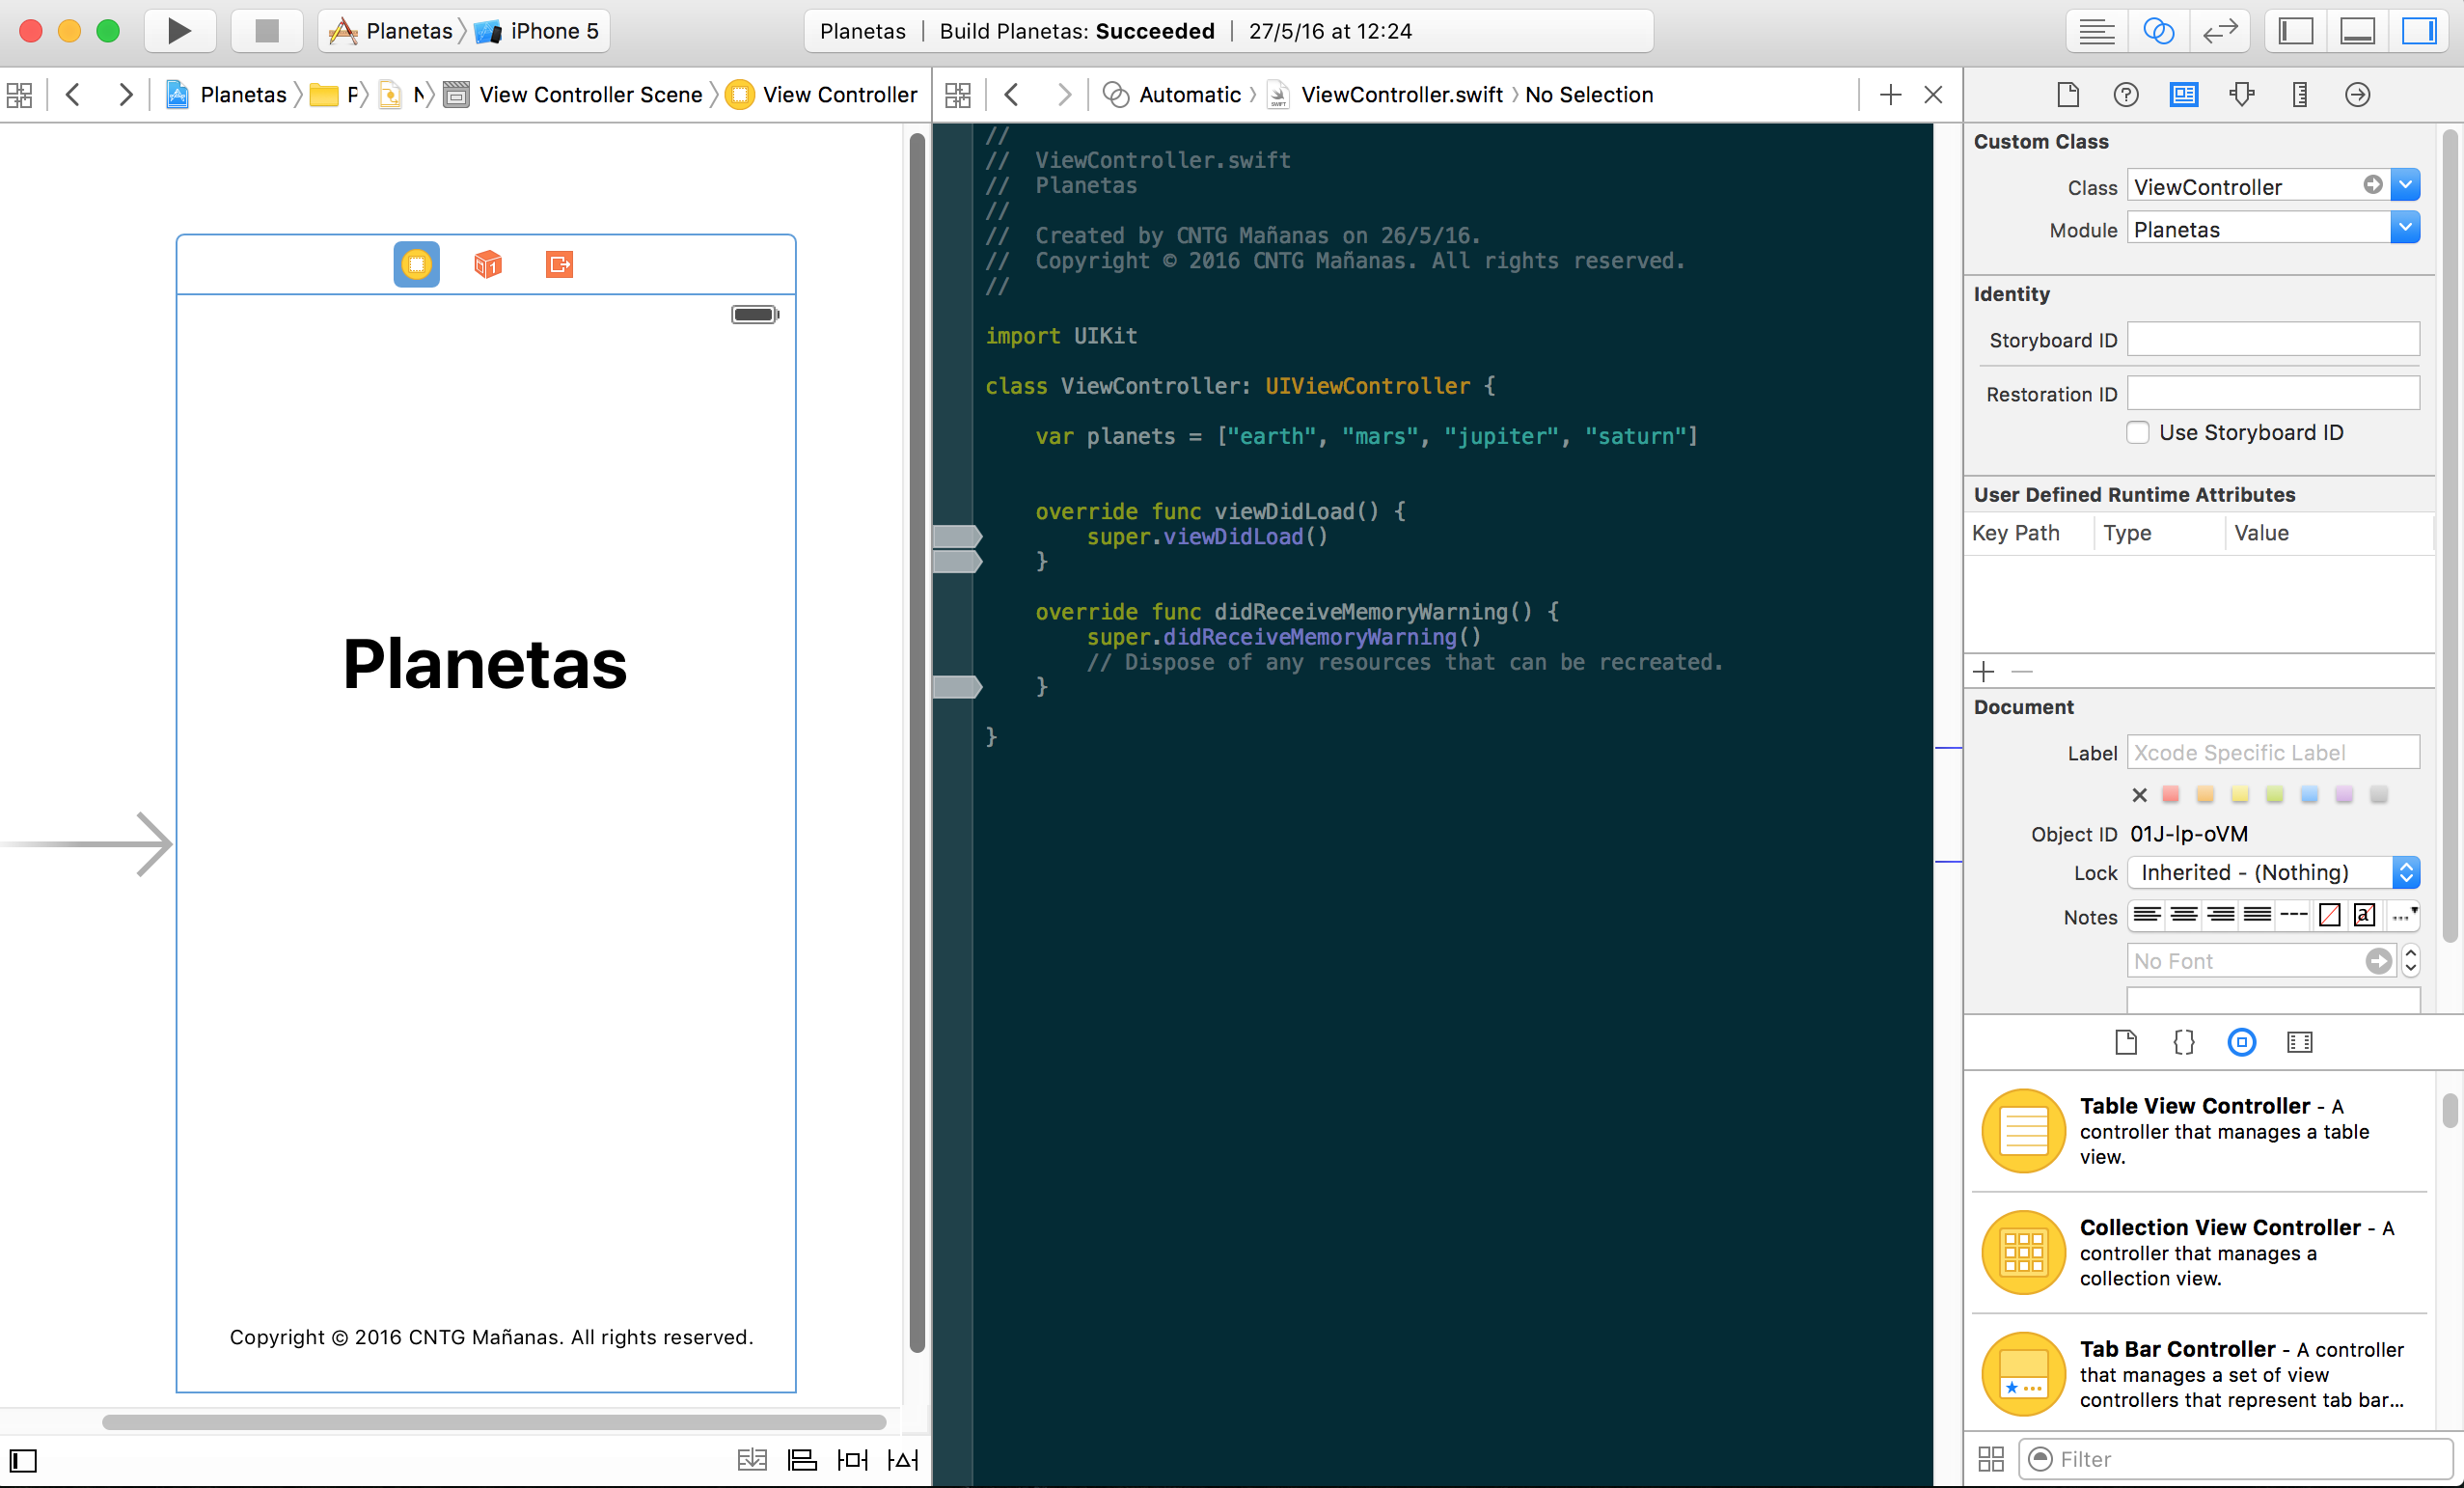 Planetas 〉 iPhone 5
Planetas | Build Planetas: Succeeded | 27/5/16 at 12:24
Planetas 〉 P 〉 N 〉 View Controller Scene 〉 View Controller
Automatic 〉 ViewController.swift 〉 No Selection
Planetas
Copyright © 2016 CNTG Mañanas. All rights reserved.
//
//  ViewController.swift
//  Planetas
//
//  Created by CNTG Mañanas on 26/5/16.
//  Copyright © 2016 CNTG Mañanas. All rights reserved.
//
import UIKit
class ViewController: UIViewController {
    var planets = ["earth", "mars", "jupiter", "saturn"]
    override func viewDidLoad() {
        super.viewDidLoad()
    }
    override func didReceiveMemoryWarning() {
        super.didReceiveMemoryWarning()
        // Dispose of any resources that can be recreated.
    }
}
Custom Class
Class ViewController
Module Planetas
Identity
Storyboard ID
Restoration ID
Use Storyboard ID
User Defined Runtime Attributes
Key Path Type Value
Document
Label Xcode Specific Label
Object ID 01J-lp-oVM
Lock Inherited - (Nothing)
Notes
No Font
Table View Controller - A
controller that manages a table
view.
Collection View Controller - A
controller that manages a
collection view.
Tab Bar Controller - A controller
that manages a set of view
controllers that represent tab bar...
Filter